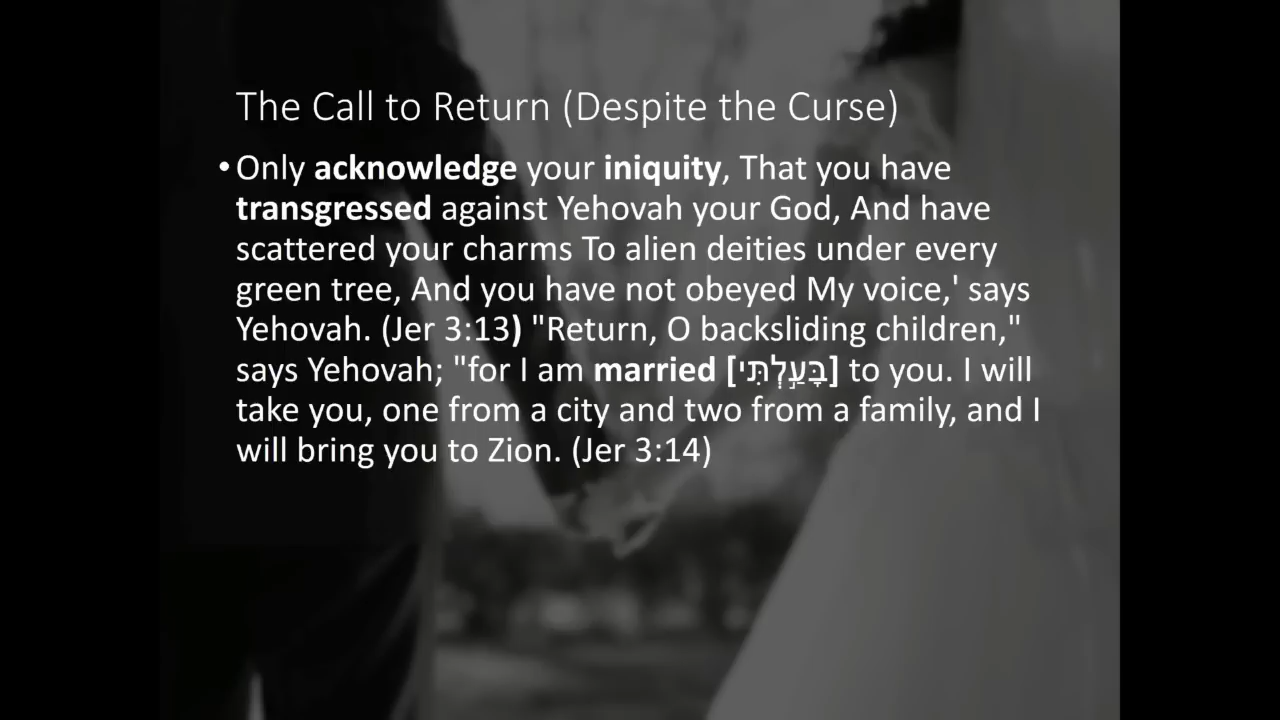 The Call to Return (Despite the Curse)
• Only acknowledge your iniquity, That you have
transgressed against Yehovah your God, And have
scattered your charms To alien deities under every
green tree, And you have not obeyed My voice,' says
Yehovah. (Jer 3:13) "Return, O backsliding children,"
says Yehovah; "for I am married [בָּעַ֣לְתִּי] to you. I will
take you, one from a city and two from a family, and I
will bring you to Zion. (Jer 3:14)